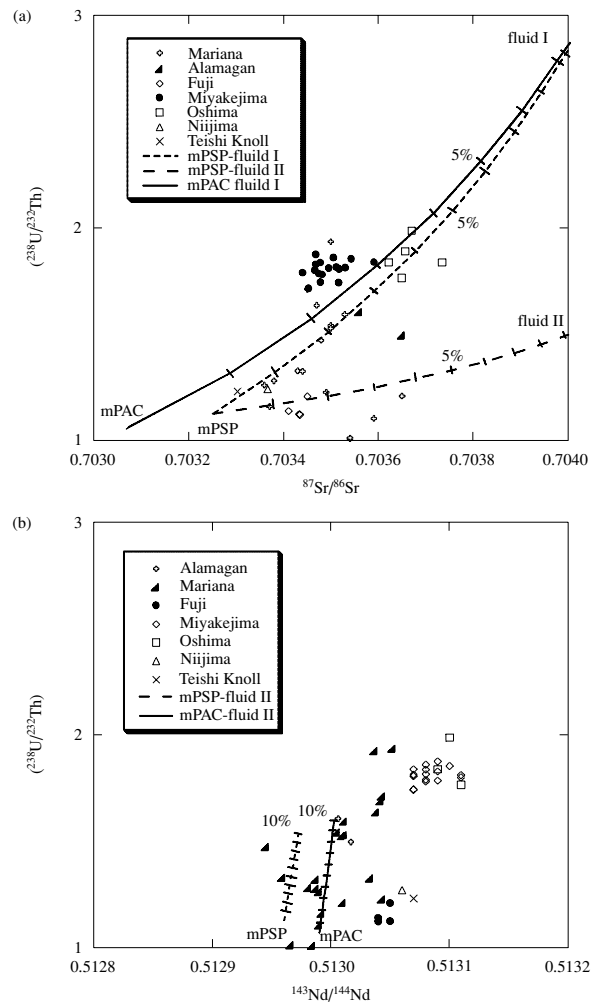 (a)
3
2
1
(²³⁸U/²³²Th)
Mariana
Alamagan
Fuji
Miyakejima
Oshima
Niijima
Teishi Knoll
mPSP-fluild I
mPSP-fluild II
mPAC fluild I
fluid I
5%
5%
fluid II
5%
mPAC
mPSP
0.7030
0.7032
0.7034
0.7036
0.7038
0.7040
⁸⁷Sr/⁸⁶Sr
(b)
3
2
1
(²³⁸U/²³²Th)
Alamagan
Mariana
Fuji
Miyakejima
Oshima
Niijima
Teishi Knoll
mPSP-fluid II
mPAC-fluid II
10%
10%
mPSP
mPAC
0.5128
0.5129
0.5130
0.5131
0.5132
¹⁴³Nd/¹⁴⁴Nd